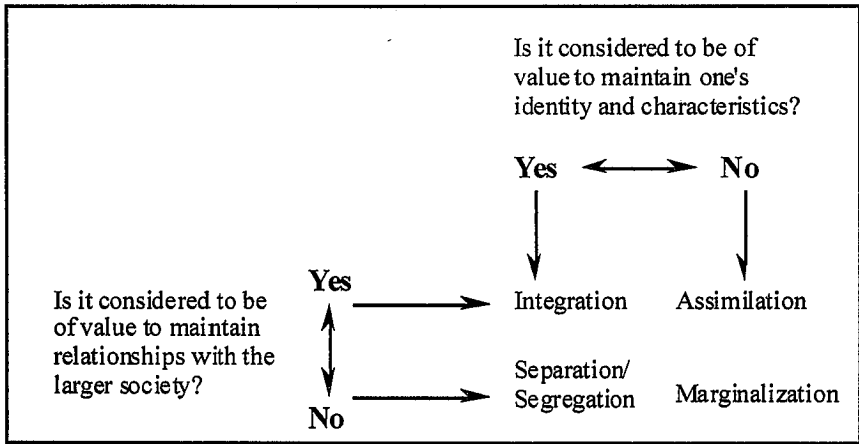 Is it considered to be of
value to maintain one's
identity and characteristics?
Yes No
Yes
Is it considered to be
of value to maintain
relationships with the
larger society?
Integration Assimilation
Separation/
Segregation Marginalization
No